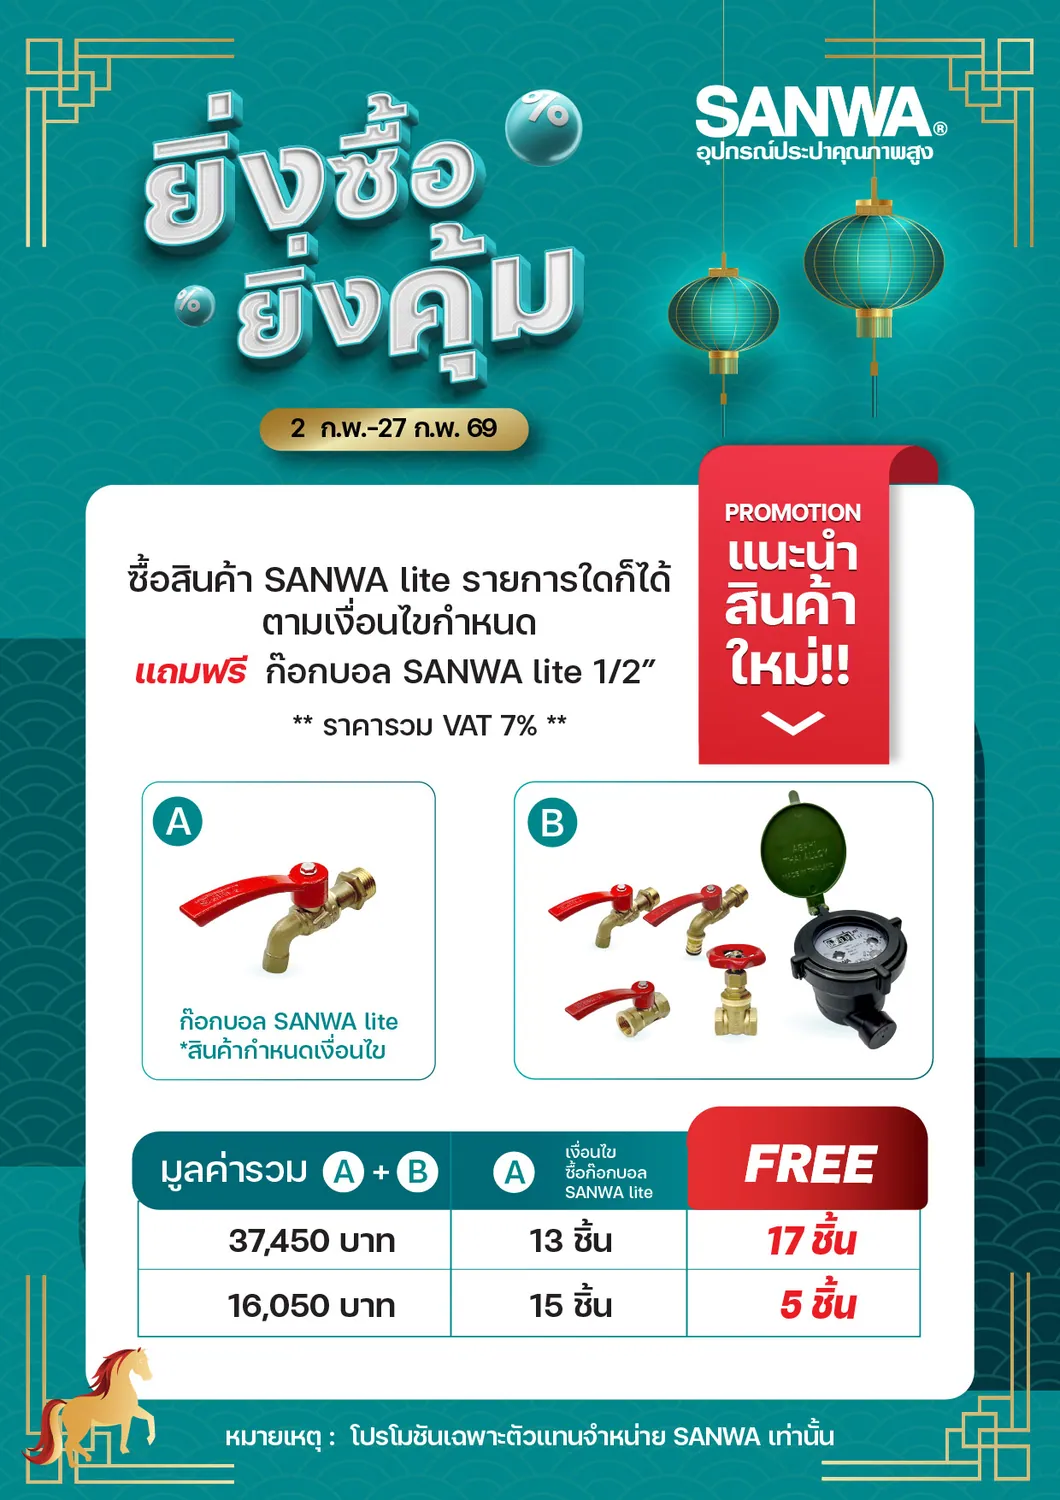 ยิ่งซื้อ
ยิ่งคุ้ม
%
%
SANWA®
อุปกรณ์ประปาคุณภาพสูง
2 ก.พ.-27 ก.พ. 69
PROMOTION
แนะนำ
สินค้า
ใหม่!!
ซื้อสินค้า SANWA lite รายการใดก็ได้
ตามเงื่อนไขกำหนด
แถมฟรี ก๊อกบอล SANWA lite 1/2”
** ราคารวม VAT 7% **
A
ก๊อกบอล SANWA lite
*สินค้ากำหนดเงื่อนไข
B
มูลค่ารวม A + B
A
เงื่อนไข
ซื้อก๊อกบอล
SANWA lite
FREE
37,450 บาท 13 ชิ้น 17 ชิ้น
16,050 บาท 15 ชิ้น 5 ชิ้น
หมายเหตุ : โปรโมชันเฉพาะตัวแทนจำหน่าย SANWA เท่านั้น